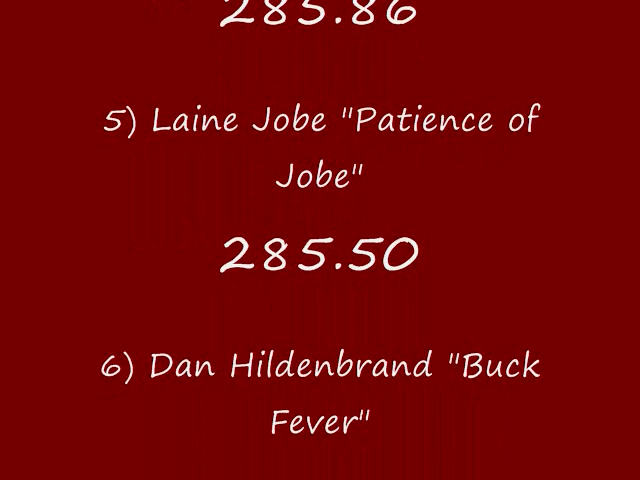 285.86
5) Laine Jobe "Patience of
Jobe"
285.50
6) Dan Hildenbrand "Buck
Fever"